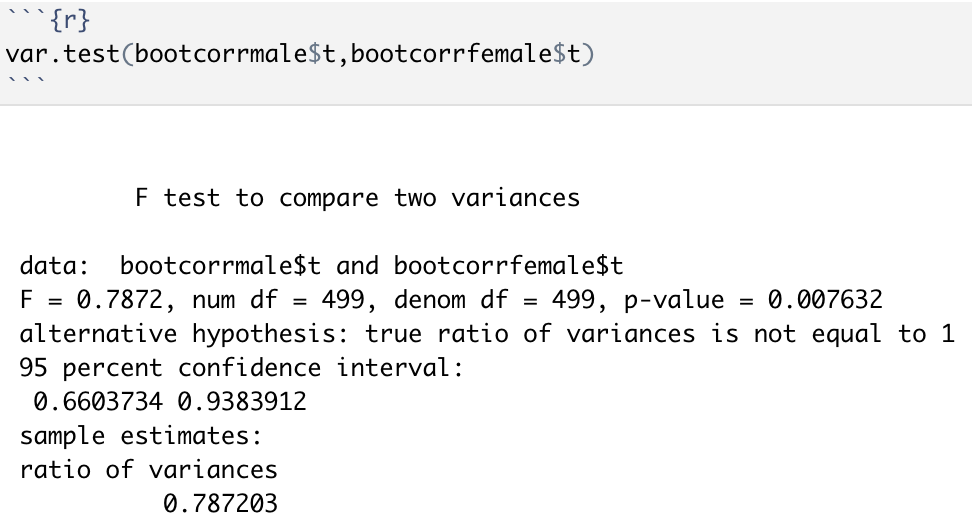 ```{r}
var.test(bootcorrmale$t,bootcorrfemale$t)
```
F test to compare two variances
data:  bootcorrmale$t and bootcorrfemale$t
F = 0.7872, num df = 499, denom df = 499, p-value = 0.007632
alternative hypothesis: true ratio of variances is not equal to 1
95 percent confidence interval:
0.6603734 0.9383912
sample estimates:
ratio of variances
0.787203